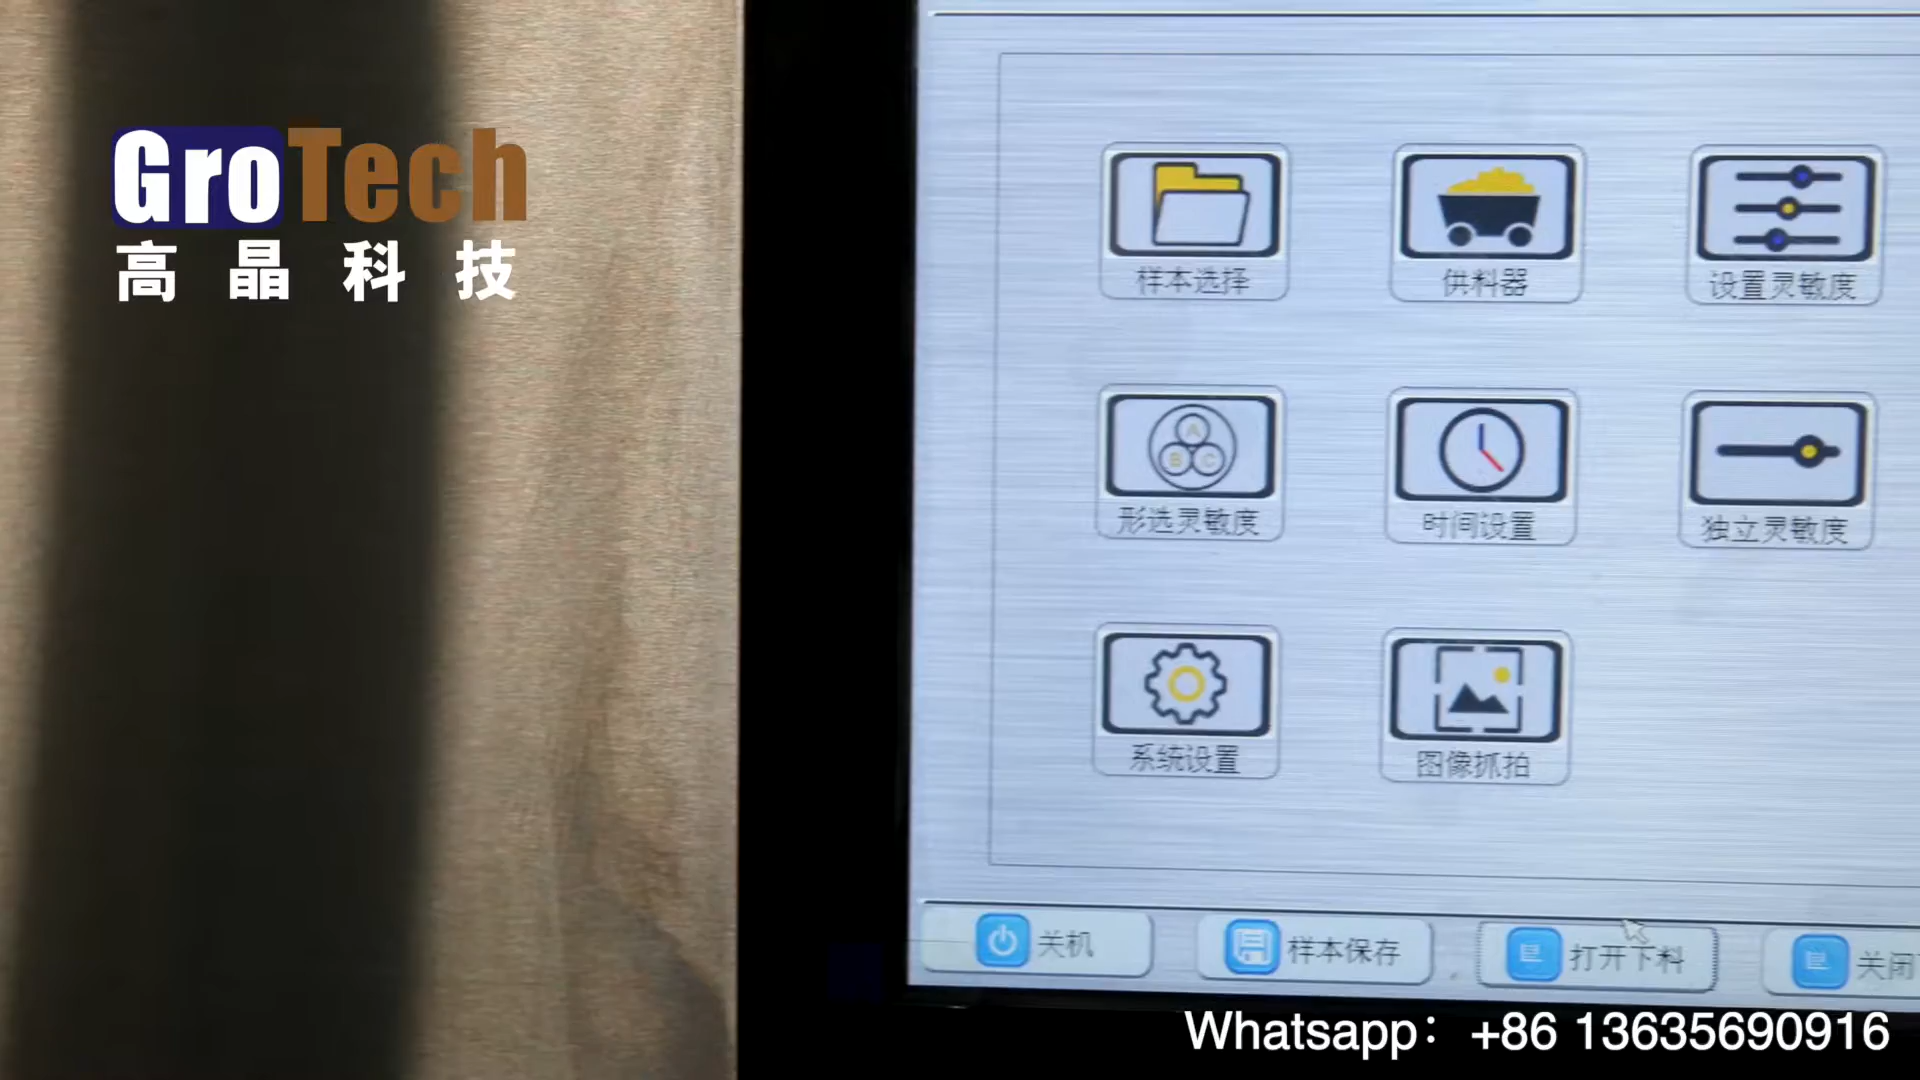 GroTech
高晶科技
样本选择
供料器
设置灵敏度
A
B C
形选灵敏度
时间设置
独立灵敏度
系统设置
图像抓拍
关机
样本保存
打开下料
关闭
Whatsapp：+86 13635690916